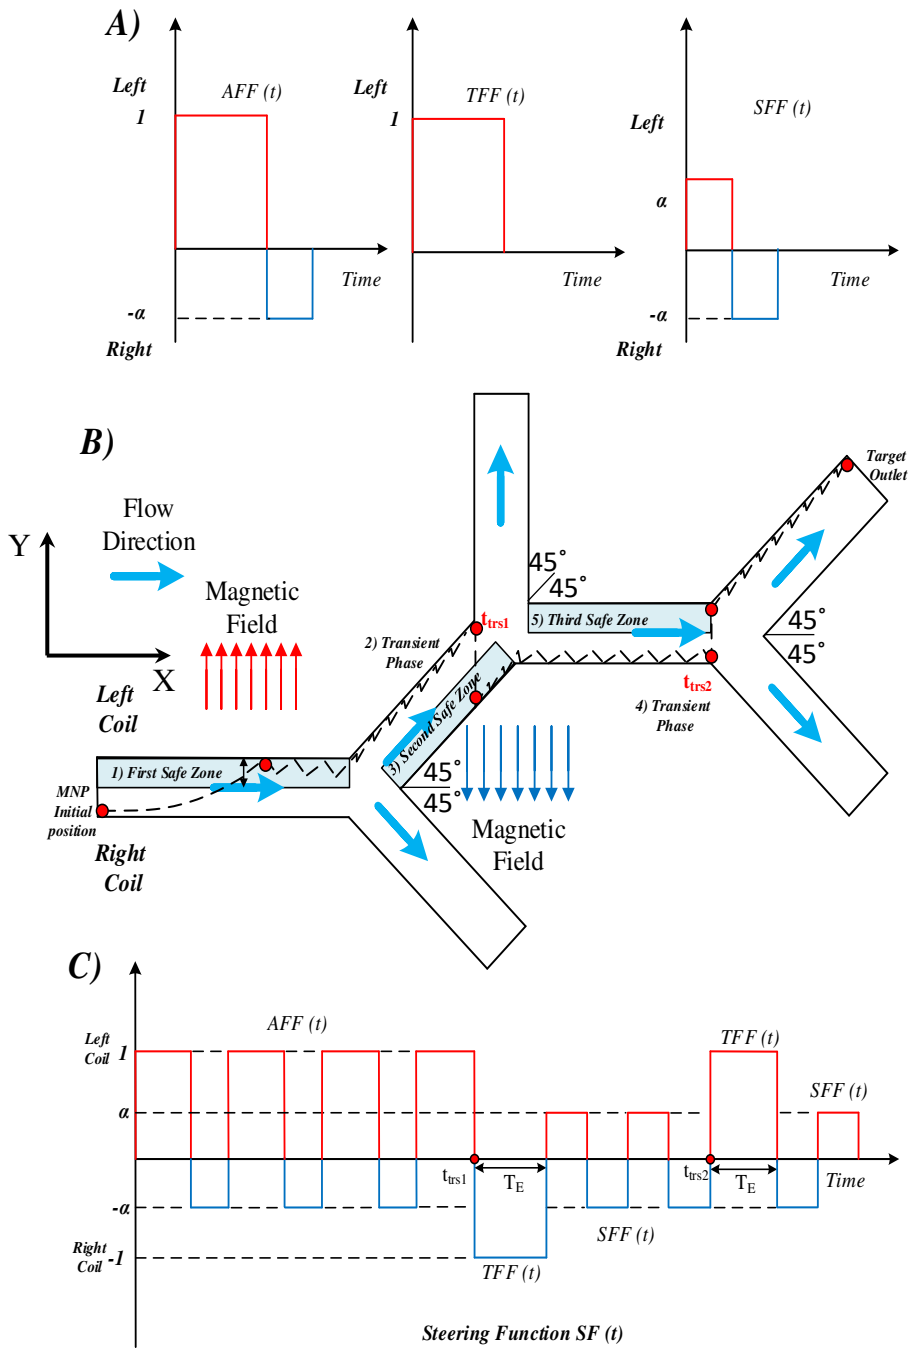 A)
Left
AFF (t)
1
Time
-α
Right
Left
TFF (t)
1
Time
Left
SFF (t)
α
Time
-α
Right
B)
Flow
Direction
Y
X
Magnetic
Field
Left
Coil
1) First Safe Zone
MNP
Initial
position
Right
Coil
2) Transient
Phase
t_trs1
3) Second Safe Zone
45˚
45˚
Magnetic
Field
45˚
45˚
5) Third Safe Zone
t_trs2
4) Transient
Phase
45˚
45˚
Target
Outlet
C)
AFF (t)
Left
Coil
1
α
-α
Right
Coil
-1
t_trs1
T_E
TFF (t)
SFF (t)
t_trs2
T_E
TFF (t)
SFF (t)
Time
Steering Function SF (t)